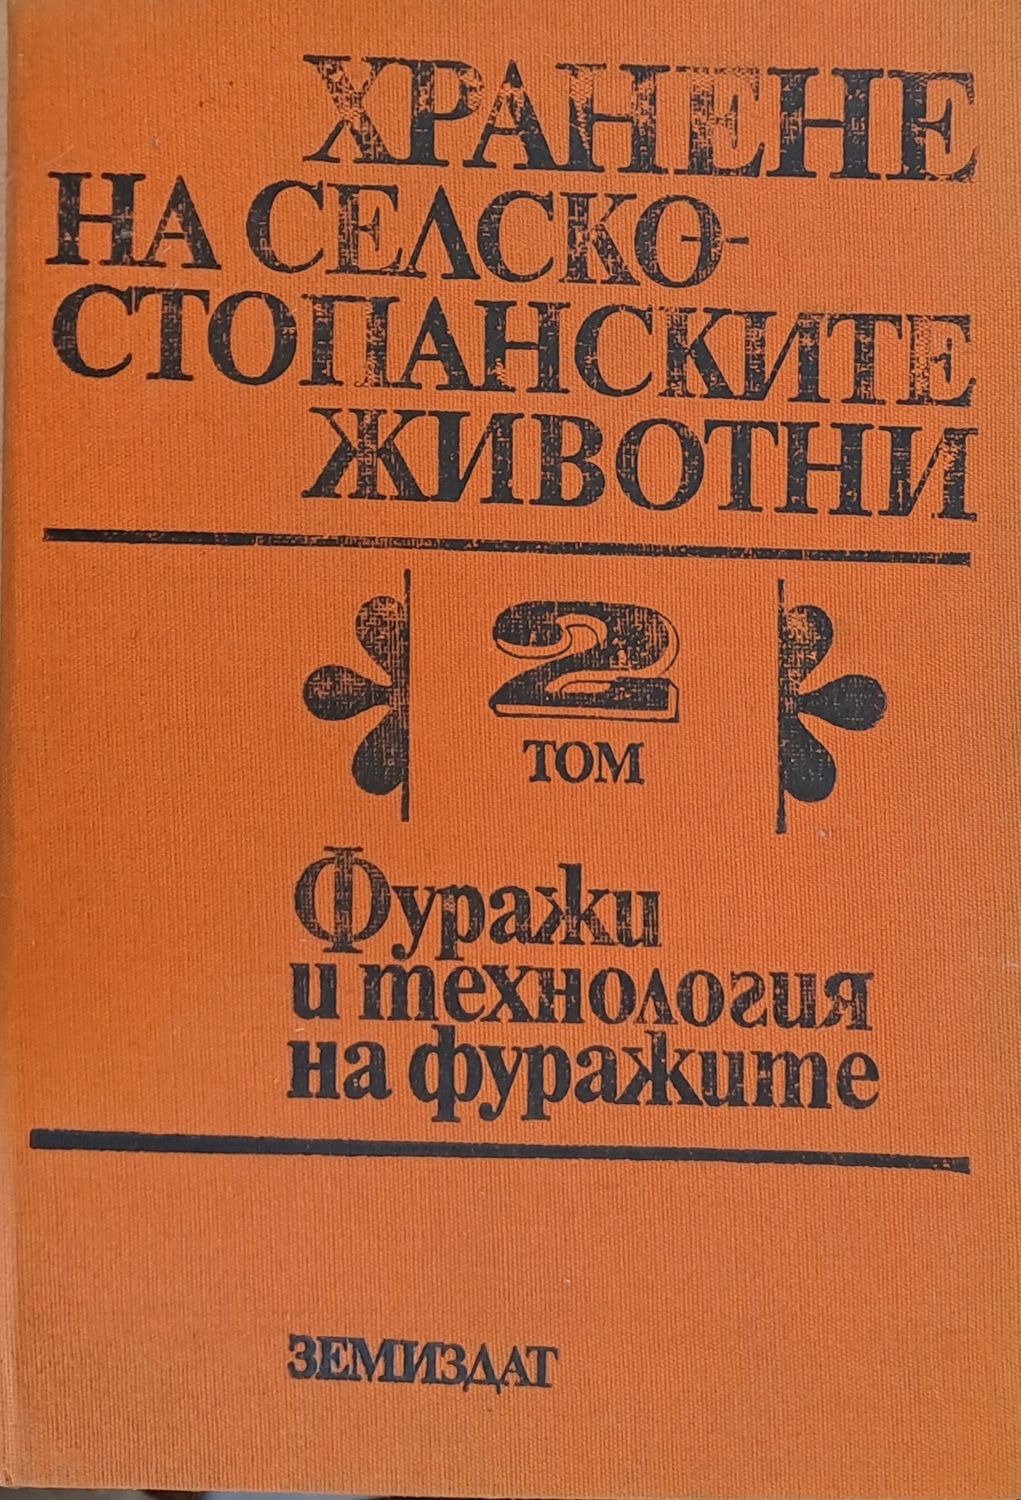 ХРАНЕНЕ
НА СЕЛСКО-
СТОПАНСКИТЕ
ЖИВОТНИ
2
ТОМ
Фуражи
и технология
на фуражите
ЗЕМИЗДАТ